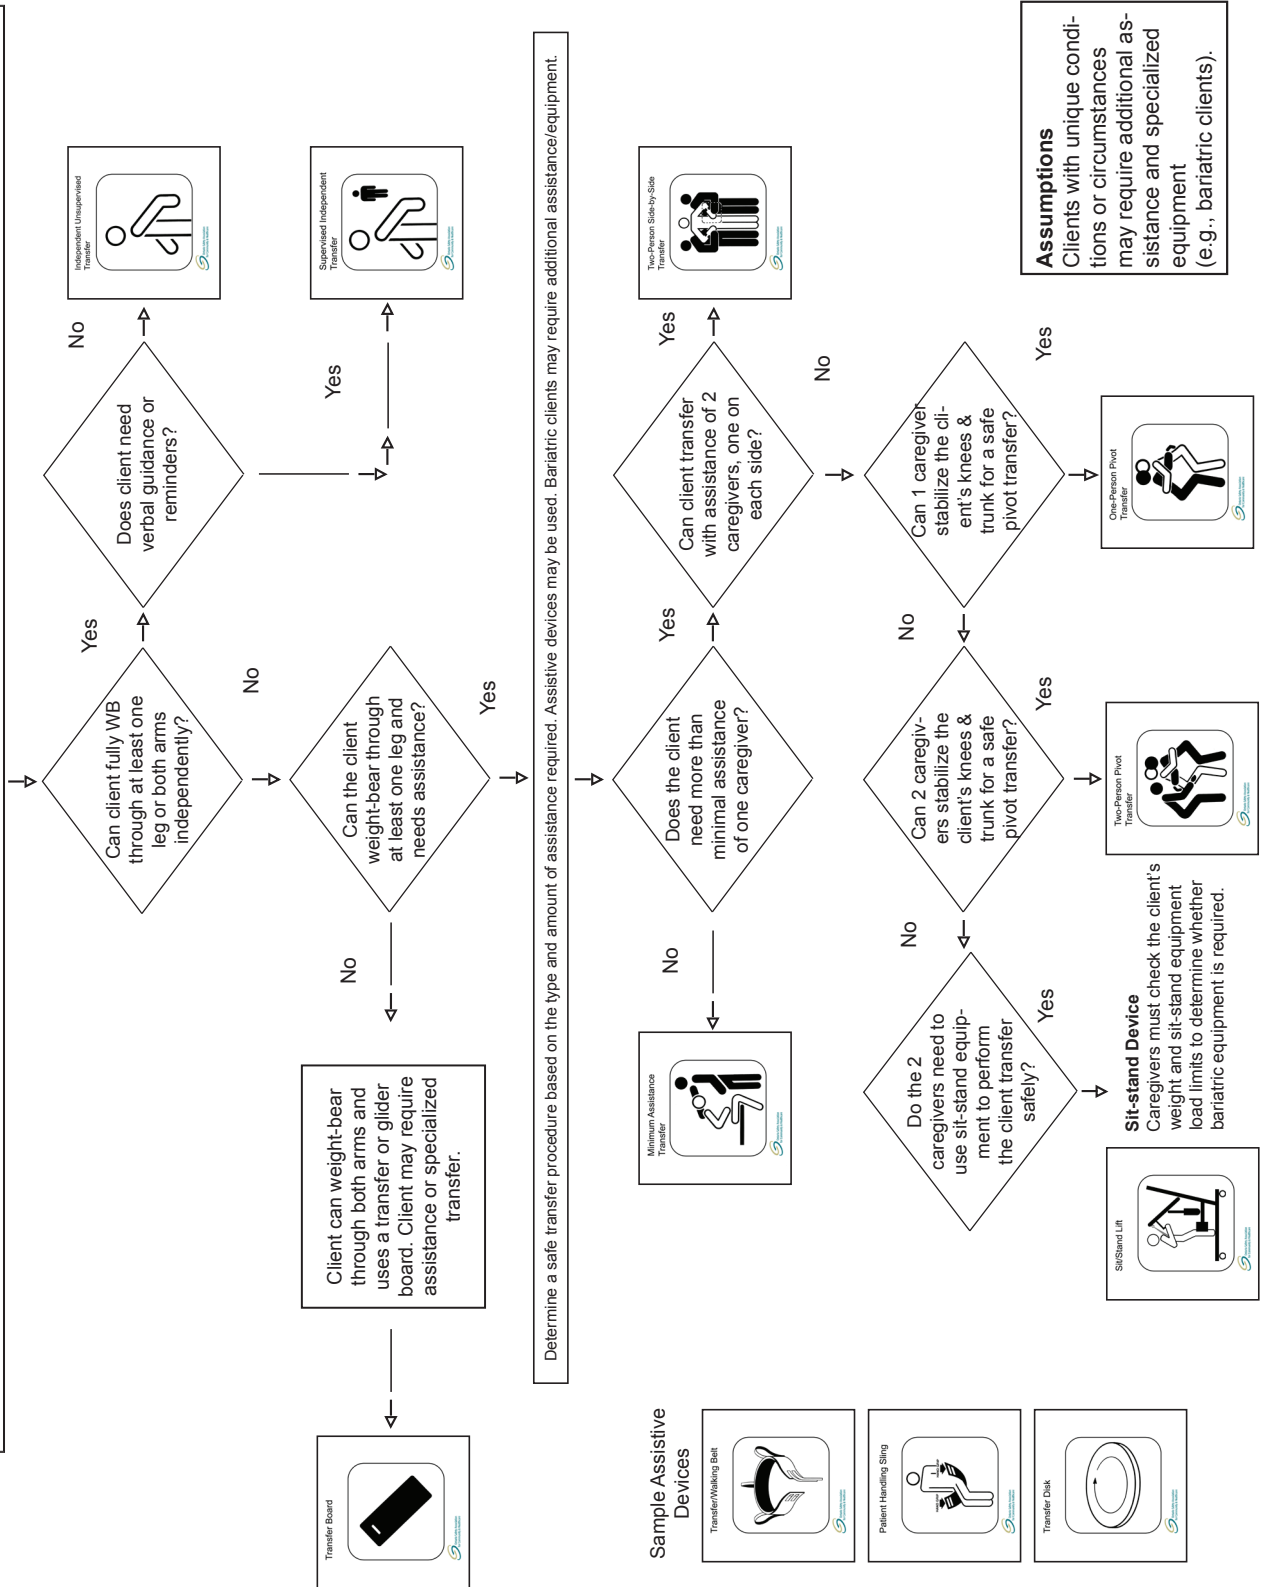 Can client fully WB
through at least one
leg or both arms
independently?
Yes
Does client need
verbal guidance or
reminders?
No
Independent Unsupervised
Transfer
Yes
Supervised Independent
Transfer
No
Can the client
weight-bear through
at least one leg and
needs assistance?
No
Client can weight-bear
through both arms and
uses a transfer or glider
board. Client may require
assistance or specialized
transfer.
Transfer Board
Yes
Determine a safe transfer procedure based on the type and amount of assistance required. Assistive devices may be used. Bariatric clients may require additional assistance/equipment.
Does the client
need more than
minimal assistance
of one caregiver?
No
Minimum Assistance
Transfer
Yes
Can client transfer
with assistance of 2
caregivers, one on
each side?
Yes
Two-Person Side-by-Side
Transfer
No
Can 1 caregiver
stabilize the cli-
ent's knees &
trunk for a safe
pivot transfer?
Yes
One-Person Pivot
Transfer
No
Can 2 caregiv-
ers stabilize the
client's knees &
trunk for a safe
pivot transfer?
Yes
Two-Person Pivot
Transfer
No
Do the 2
caregivers need to
use sit-stand equip-
ment to perform
the client transfer
safely?
Yes
Sit-stand Device
Caregivers must check the client's
weight and sit-stand equipment
load limits to determine whether
bariatric equipment is required.
Sit/Stand Lift
Sample Assistive
Devices
Transfer/Walking Belt
Patient Handling Sling
Transfer Disk
Assumptions
Clients with unique condi-
tions or circumstances
may require additional as-
sistance and specialized
equipment
(e.g., bariatric clients).